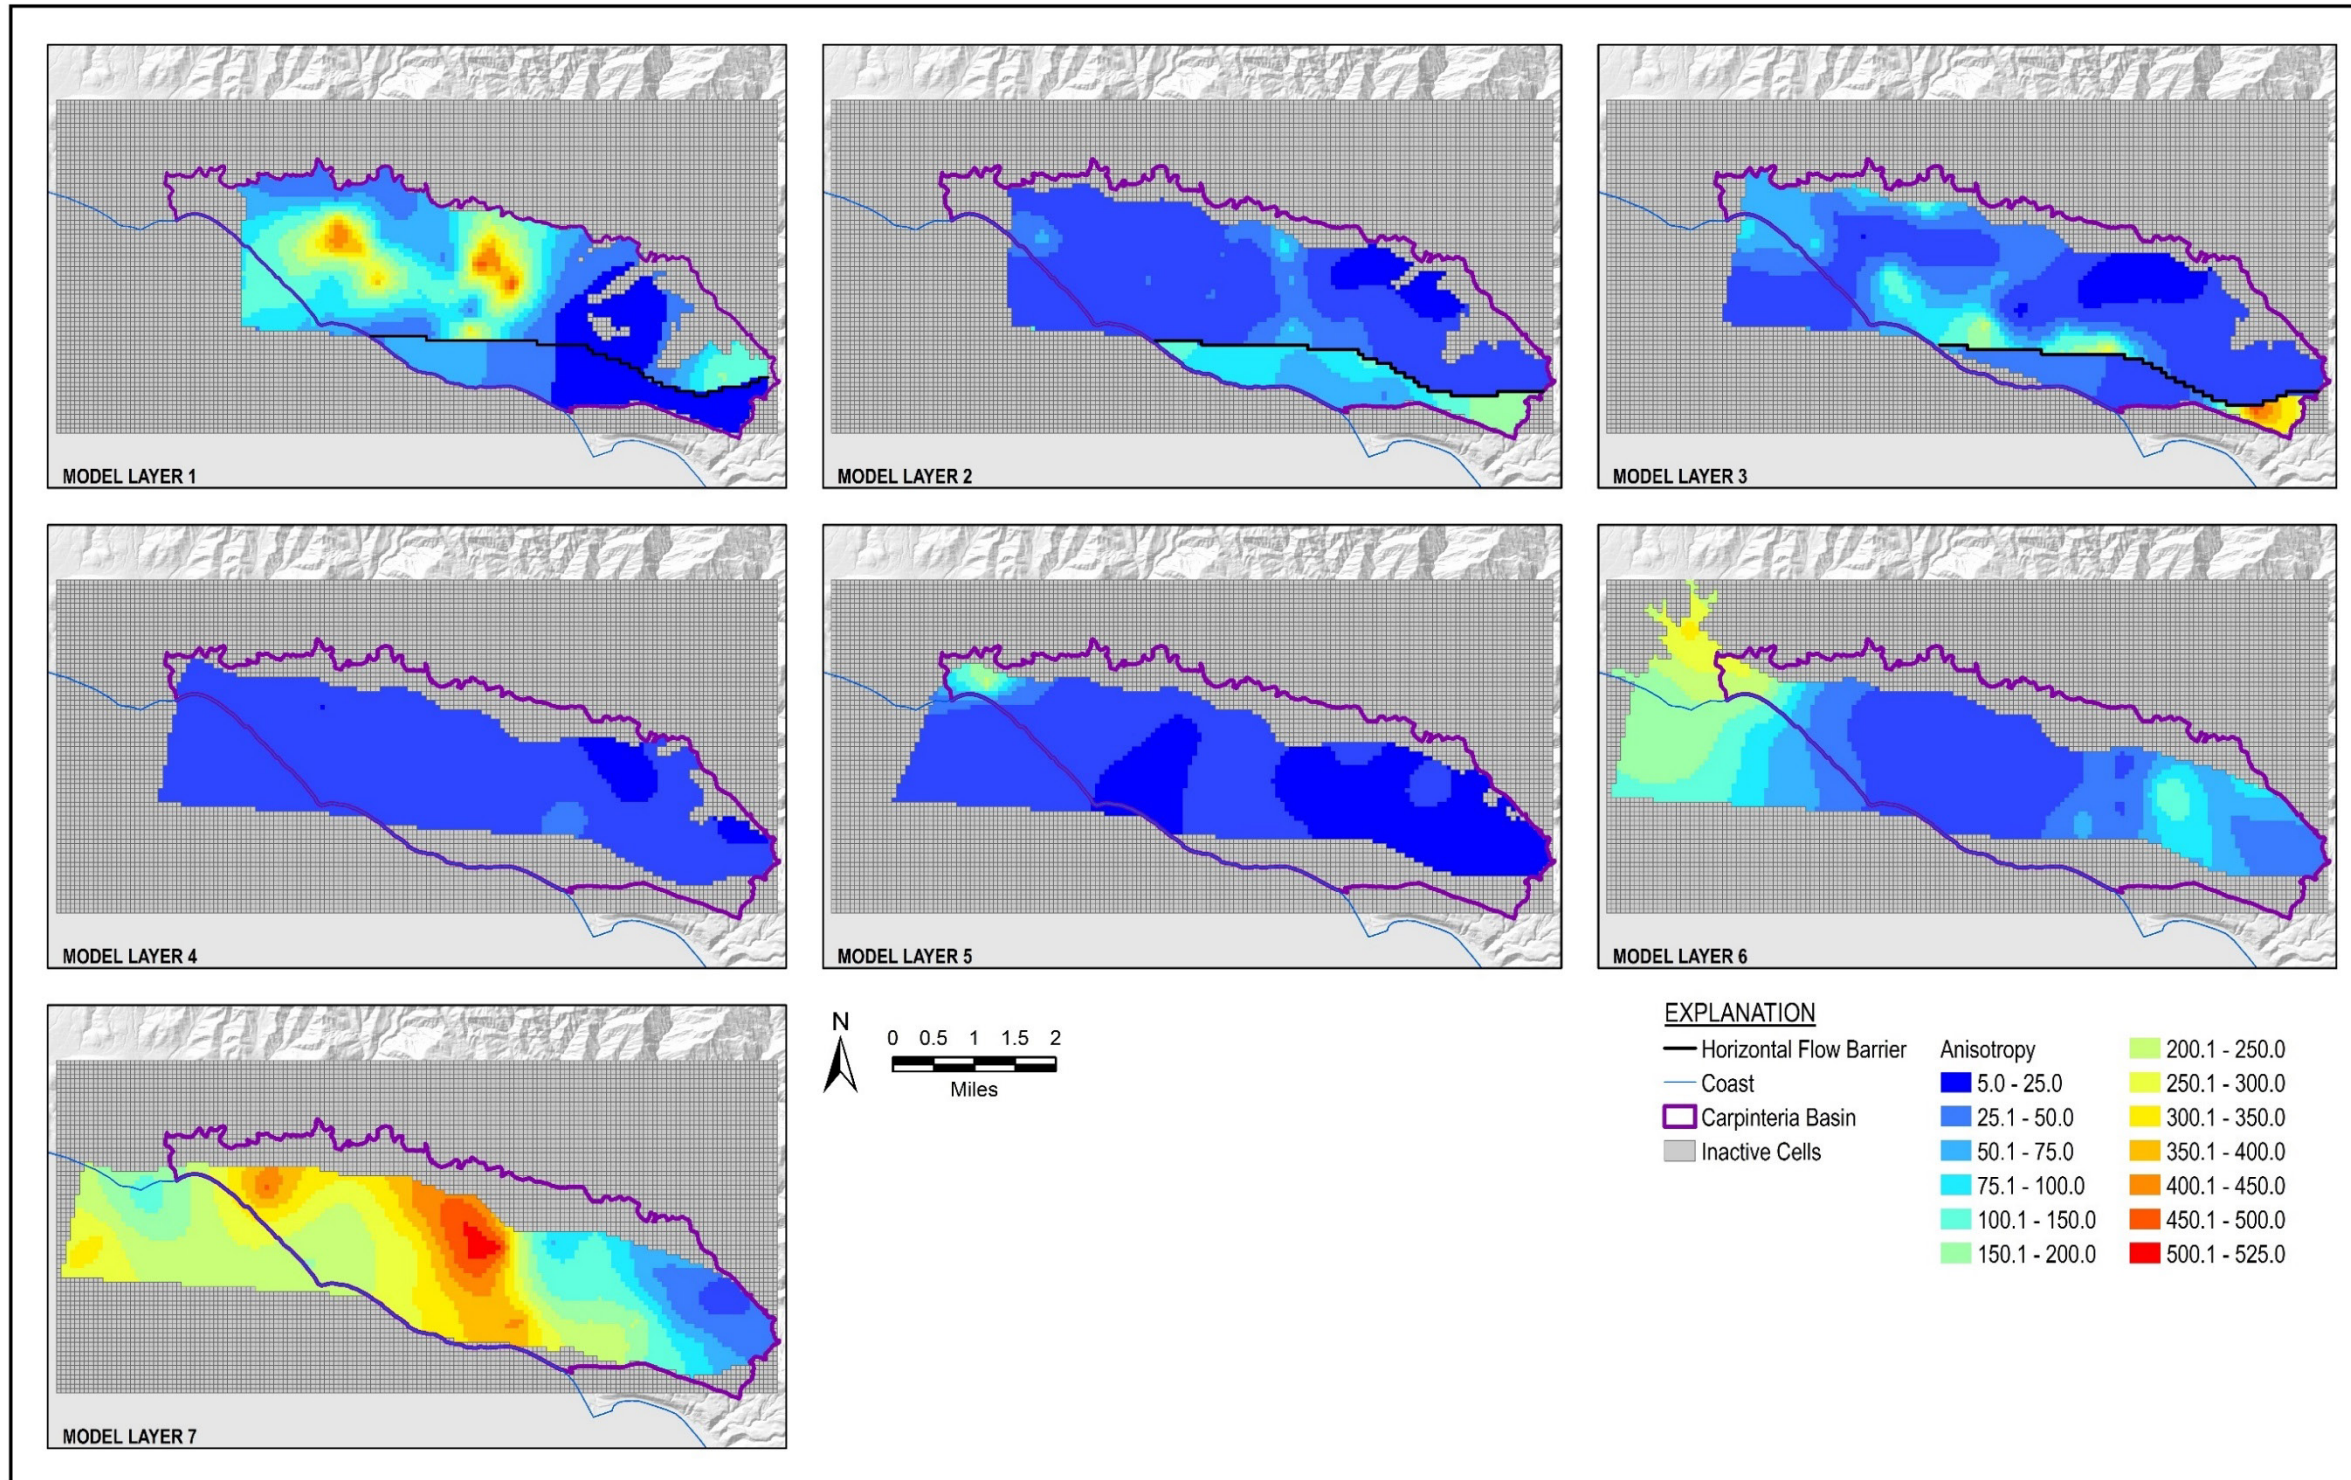 MODEL LAYER 1
MODEL LAYER 2
MODEL LAYER 3
MODEL LAYER 4
MODEL LAYER 5
MODEL LAYER 6
MODEL LAYER 7
N
0 0.5 1 1.5 2
Miles
EXPLANATION
Horizontal Flow Barrier
Coast
Carpinteria Basin
Inactive Cells
Anisotropy
5.0 - 25.0
25.1 - 50.0
50.1 - 75.0
75.1 - 100.0
100.1 - 150.0
150.1 - 200.0
200.1 - 250.0
250.1 - 300.0
300.1 - 350.0
350.1 - 400.0
400.1 - 450.0
450.1 - 500.0
500.1 - 525.0